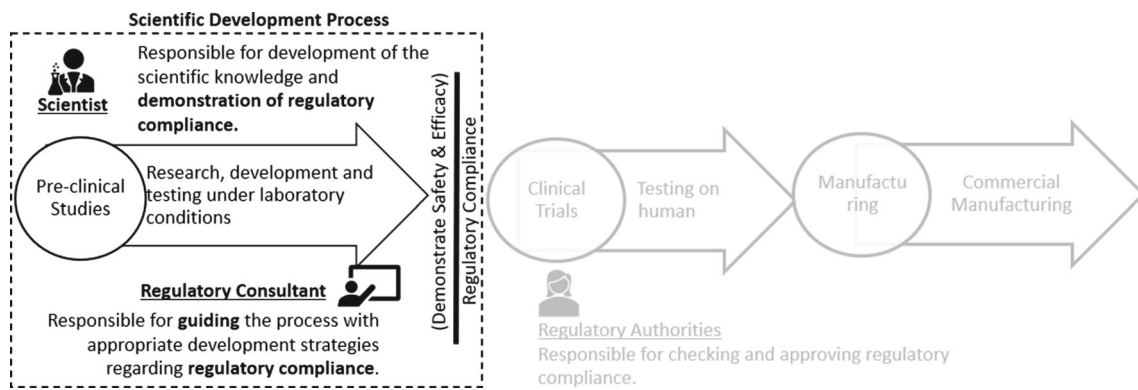 Scientific Development Process
Scientist
Responsible for development of the
scientific knowledge and
demonstration of regulatory
compliance.
Pre-clinical
Studies
Research, development and
testing under laboratory
conditions
Regulatory Consultant
Responsible for guiding the process with
appropriate development strategies
regarding regulatory compliance.
(Demonstrate Safety & Efficacy)
Regulatory Compliance
Clinical
Trials
Testing on
human
Manufactu
ring
Commercial
Manufacturing
Regulatory Authorities
Responsible for checking and approving regulatory
compliance.